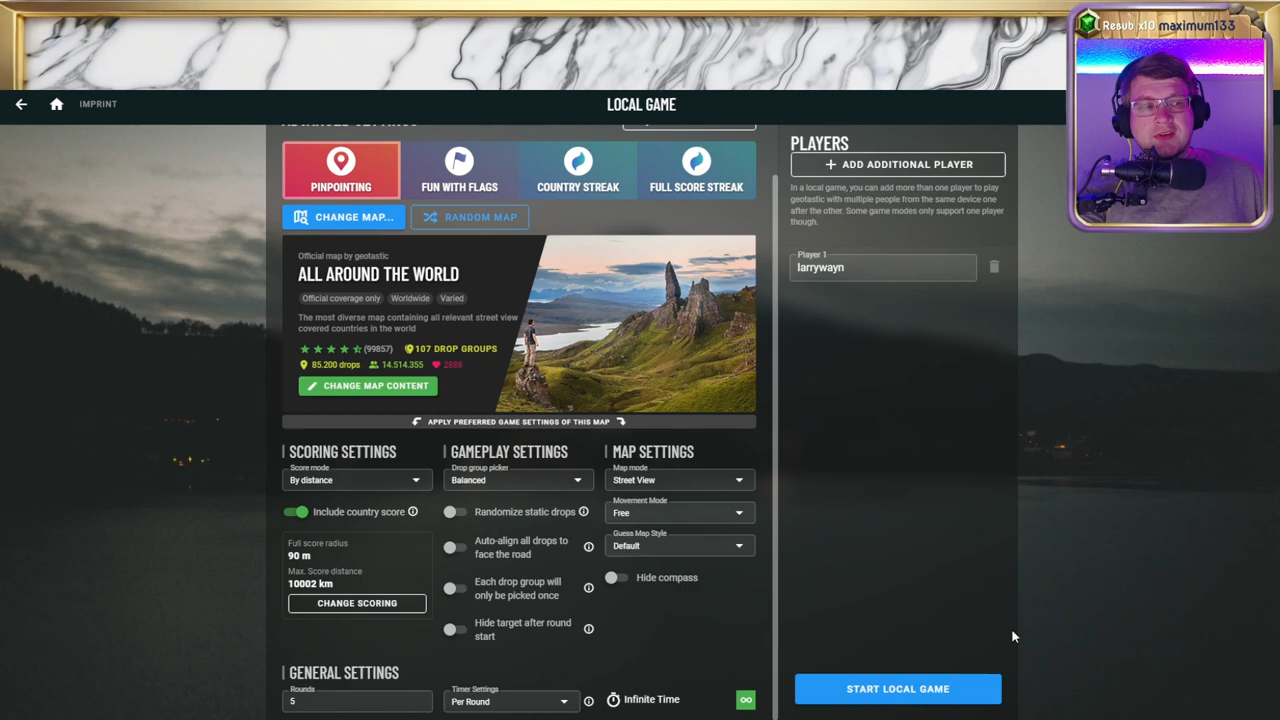 Resub x10 maximum133
IMPRINT
LOCAL GAME
PINPOINTING
FUN WITH FLAGS
COUNTRY STREAK
FULL SCORE STREAK
CHANGE MAP...
RANDOM MAP
Official map by geotastic
ALL AROUND THE WORLD
Official coverage only
Worldwide
Varied
The most diverse map containing all relevant street view
covered countries in the world
(99857)
107 DROP GROUPS
85.200 drops
14.514.355
2888
CHANGE MAP CONTENT
APPLY PREFERRED GAME SETTINGS OF THIS MAP
SCORING SETTINGS
Score mode
By distance
Include country score
Full score radius
90 m
Max. Score distance
10002 km
CHANGE SCORING
GAMEPLAY SETTINGS
Drop group picker
Balanced
Randomize static drops
Auto-align all drops to
face the road
Each drop group will
only be picked once
Hide target after round
start
MAP SETTINGS
Map mode
Street View
Movement Mode
Free
Guess Map Style
Default
Hide compass
GENERAL SETTINGS
Rounds
5
Timer Settings
Per Round
Infinite Time
PLAYERS
ADD ADDITIONAL PLAYER
In a local game, you can add more than one player to play
geotastic with multiple people from the same device one
after the other. Some game modes only support one player
though.
Player 1
larrywayn
START LOCAL GAME